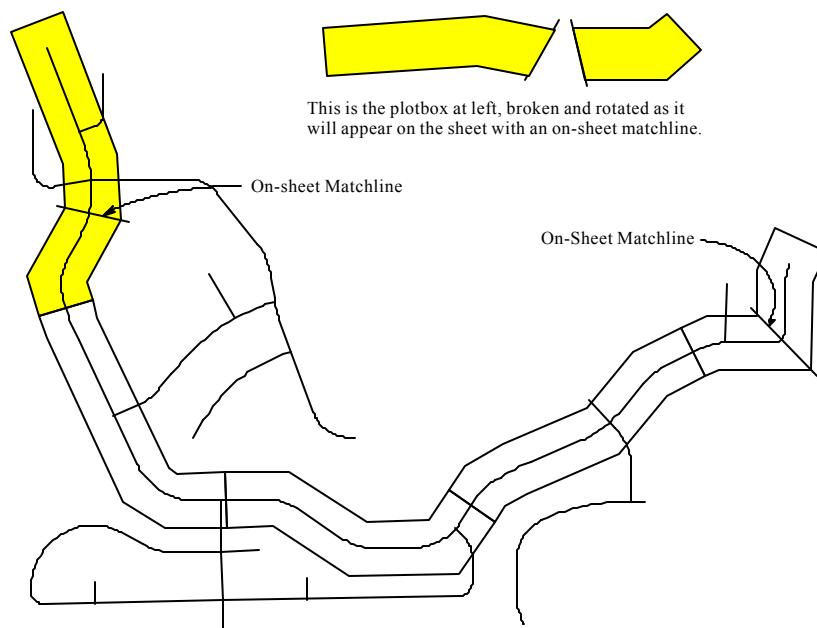 This is the plotbox at left, broken and rotated as it
will appear on the sheet with an on-sheet matchline.
On-sheet Matchline
On-Sheet Matchline